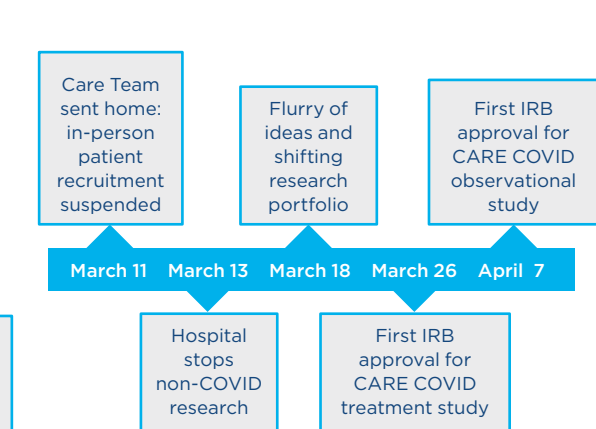 Care Team
sent home:
in-person
patient
recruitment
suspended
Flurry of
ideas and
shifting
research
portfolio
First IRB
approval for
CARE COVID
observational
study
March 11 March 13 March 18 March 26 April 7
Hospital
stops
non-COVID
research
First IRB
approval for
CARE COVID
treatment study